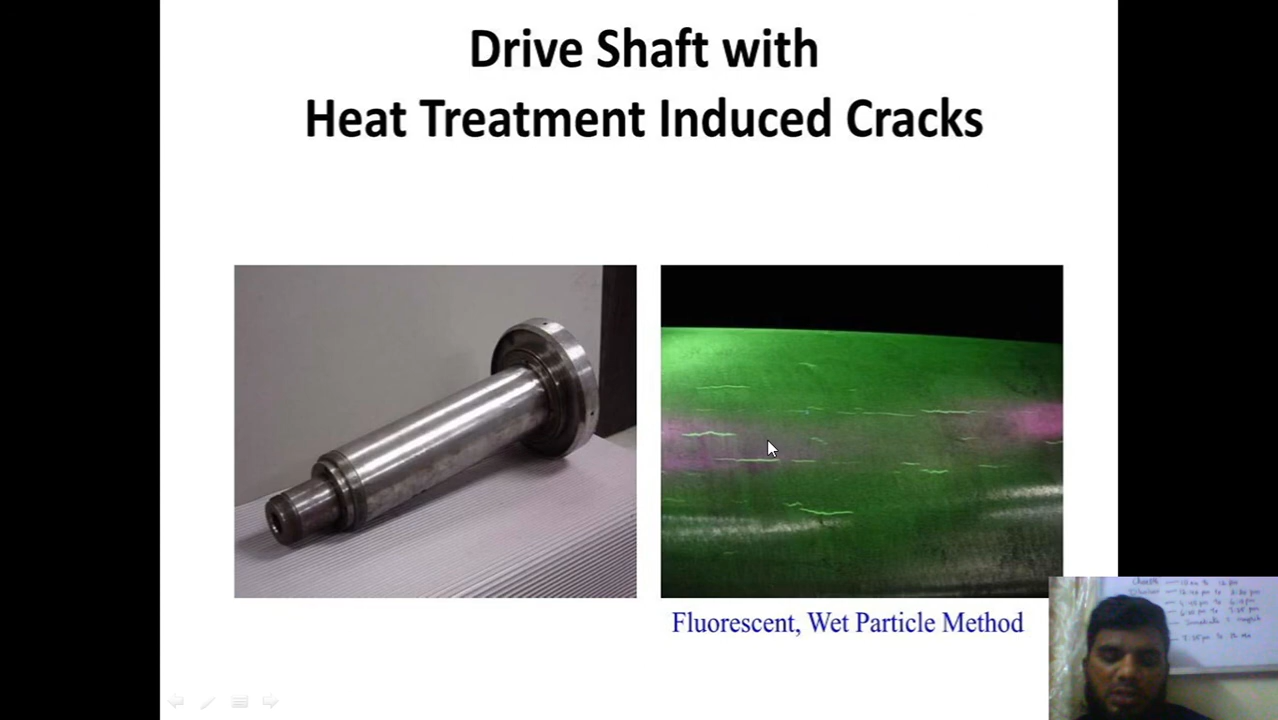 Drive Shaft with
Heat Treatment Induced Cracks
Fluorescent, Wet Particle Method